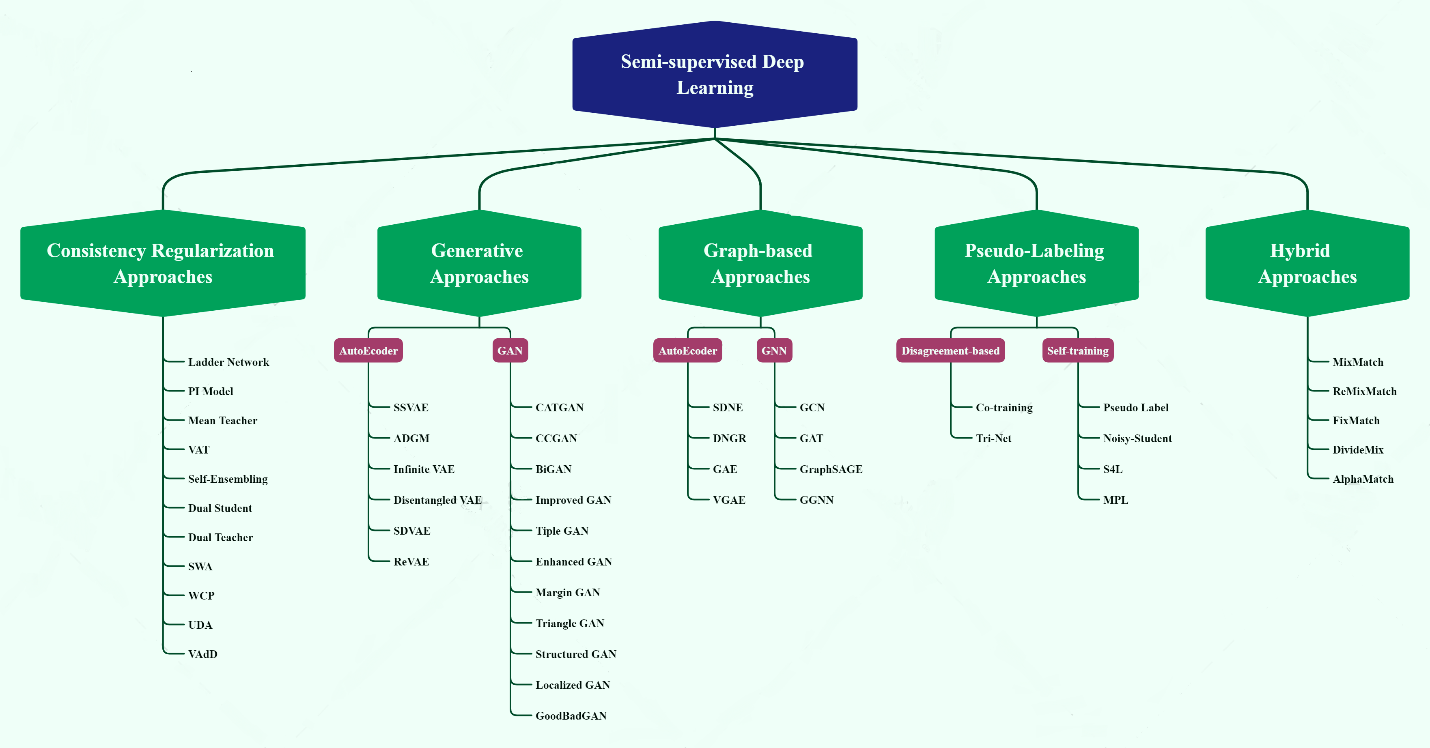 Semi-supervised Deep
Learning
Consistency Regularization
Approaches
Ladder Network
PI Model
Mean Teacher
VAT
Self-Ensembling
Dual Student
Dual Teacher
SWA
WCP
UDA
VAdD
Generative
Approaches
AutoEcoder
SSVAE
ADGM
Infinite VAE
Disentangled VAE
SDVAE
ReVAE
GAN
CATGAN
CCGAN
BiGAN
Improved GAN
Tiple GAN
Enhanced GAN
Margin GAN
Triangle GAN
Structured GAN
Localized GAN
GoodBadGAN
Graph-based
Approaches
AutoEcoder
SDNE
DNGR
GAE
VGAE
GNN
GCN
GAT
GraphSAGE
GGNN
Pseudo-Labeling
Approaches
Disagreement-based
Co-training
Tri-Net
Self-training
Pseudo Label
Noisy-Student
S4L
MPL
Hybrid
Approaches
MixMatch
ReMixMatch
FixMatch
DivideMix
AlphaMatch